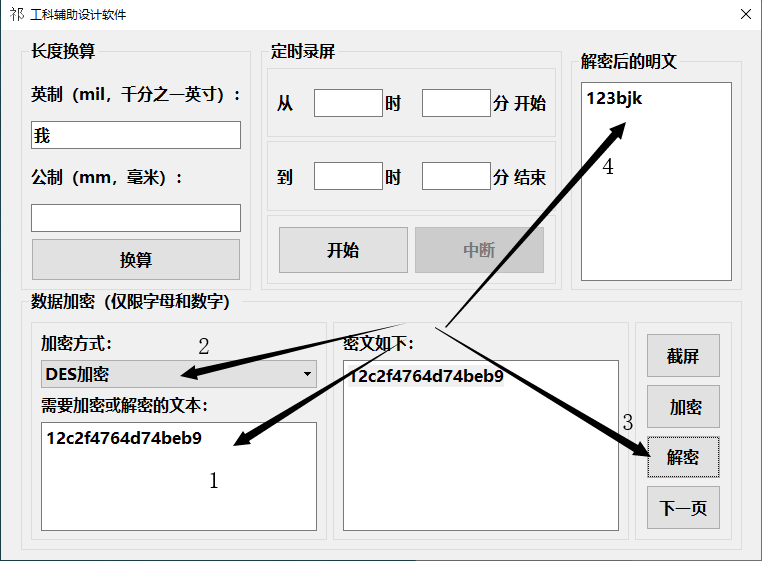 祁 工科辅助设计软件
长度换算
英制（mil，千分之一英寸）：
我
公制（mm，毫米）：
换算
定时录屏
从 时 分 开始
到 时 分 结束
开始 中断
解密后的明文
123bjk
4
数据加密（仅限字母和数字）
加密方式：
2
DES加密
需要加密或解密的文本：
12c2f4764d74beb9
1
密文如下：
12c2f4764d74beb9
3
截屏
加密
解密
下一页